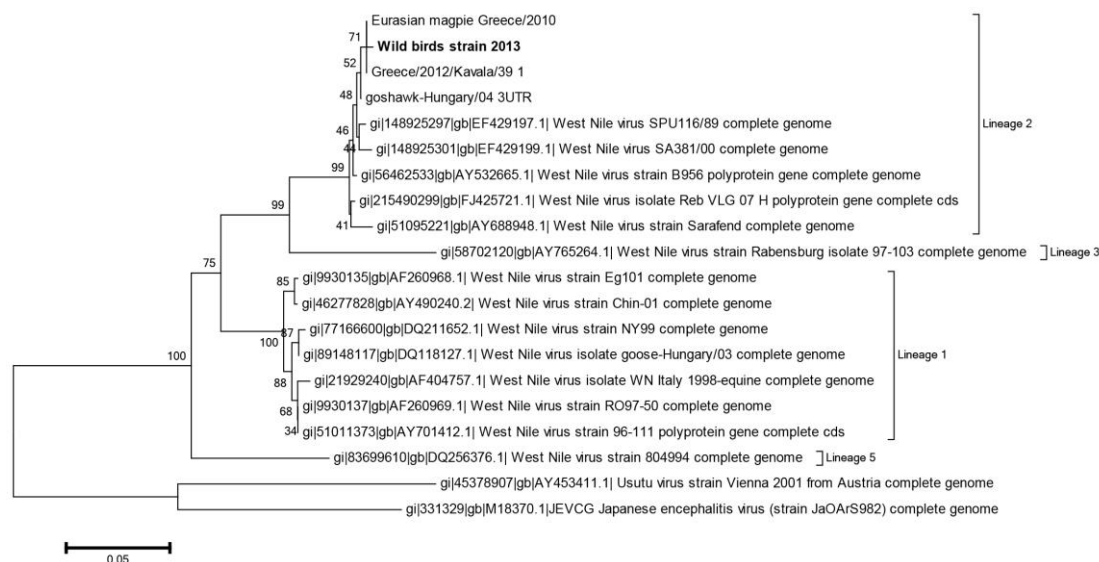 Eurasian magpie Greece/2010
71
Wild birds strain 2013
52
Greece/2012/Kavala/39 1
48
goshawk-Hungary/04 3UTR
gi|148925297|gb|EF429197.1| West Nile virus SPU116/89 complete genome
Lineage 2
46
44
gi|148925301|gb|EF429199.1| West Nile virus SA381/00 complete genome
99
gi|56462533|gb|AY532665.1| West Nile virus strain B956 polyprotein gene complete genome
99
gi|215490299|gb|FJ425721.1| West Nile virus isolate Reb VLG 07 H polyprotein gene complete cds
41
gi|51095221|gb|AY688948.1| West Nile virus strain Sarafend complete genome
gi|58702120|gb|AY765264.1| West Nile virus strain Rabensburg isolate 97-103 complete genome
Lineage 3
75
85
gi|9930135|gb|AF260968.1| West Nile virus strain Eg101 complete genome
gi|46277828|gb|AY490240.2| West Nile virus strain Chin-01 complete genome
87
gi|77166600|gb|DQ211652.1| West Nile virus strain NY99 complete genome
100
gi|89148117|gb|DQ118127.1| West Nile virus isolate goose-Hungary/03 complete genome
Lineage 1
100
88
gi|21929240|gb|AF404757.1| West Nile virus isolate WN Italy 1998-equine complete genome
68
gi|9930137|gb|AF260969.1| West Nile virus strain RO97-50 complete genome
34
gi|51011373|gb|AY701412.1| West Nile virus strain 96-111 polyprotein gene complete cds
gi|83699610|gb|DQ256376.1| West Nile virus strain 804994 complete genome
Lineage 5
gi|45378907|gb|AY453411.1| Usutu virus strain Vienna 2001 from Austria complete genome
gi|331329|gb|M18370.1|JEVCG Japanese encephalitis virus (strain JaOArS982) complete genome
0.05